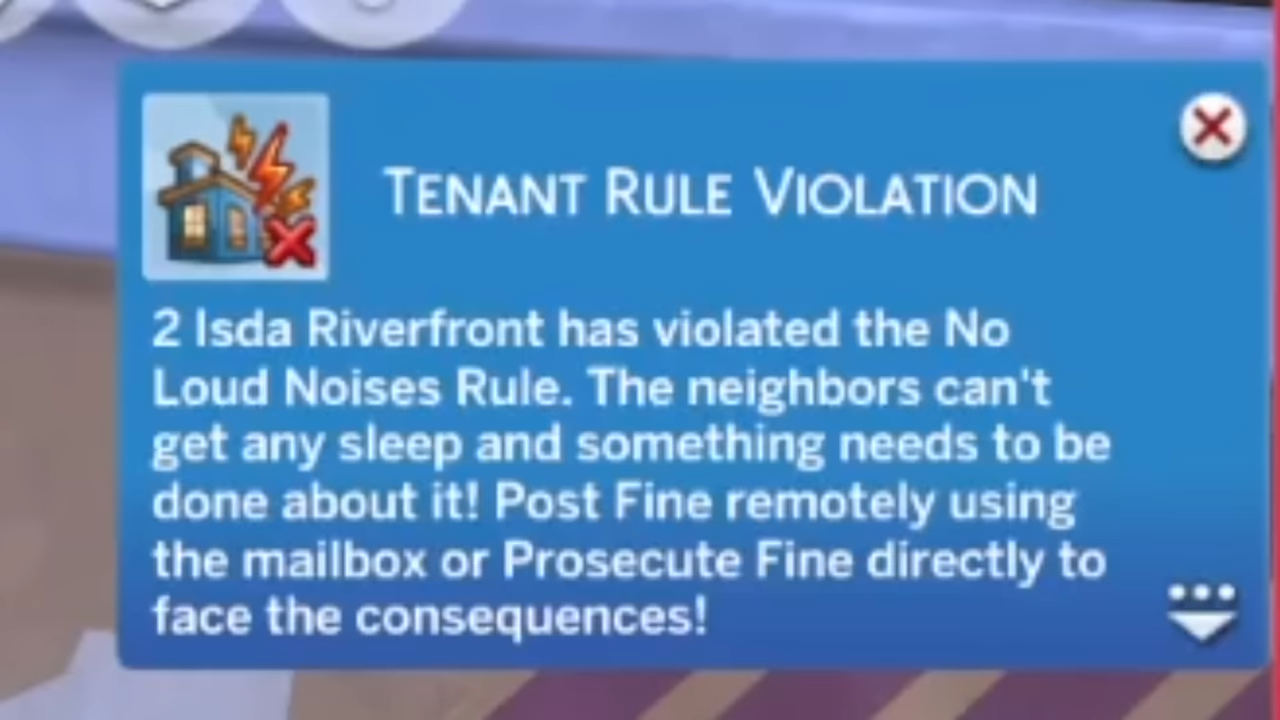 TENANT RULE VIOLATION
2 Isda Riverfront has violated the No
Loud Noises Rule. The neighbors can't
get any sleep and something needs to be
done about it! Post Fine remotely using
the mailbox or Prosecute Fine directly to
face the consequences!